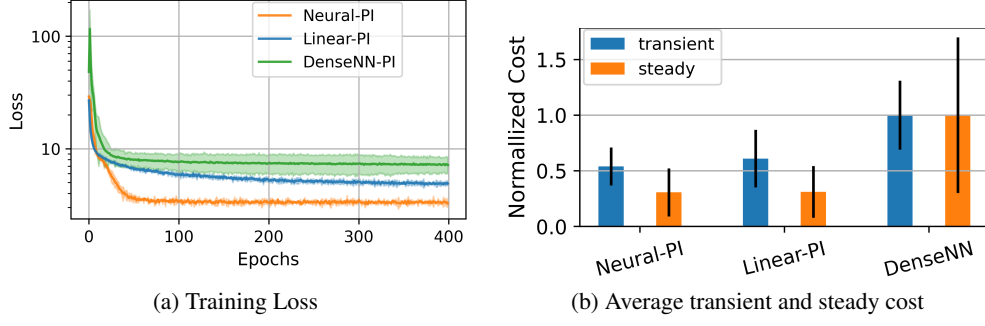 Neural-PI
Linear-PI
DenseNN-PI
100
10
Loss
0
100
200
300
400
Epochs
(a) Training Loss
transient
steady
1.5
1.0
0.5
0.0
Normallized Cost
Neural-PI
Linear-PI
DenseNN
(b) Average transient and steady cost